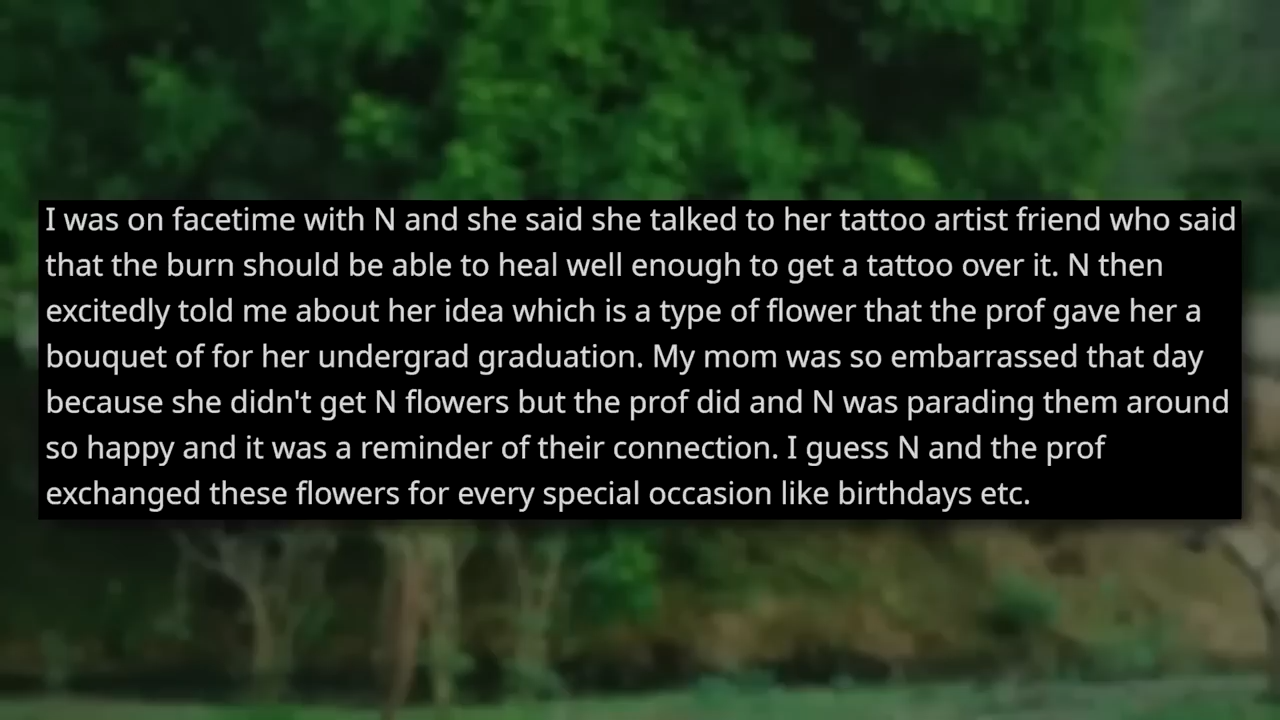 I was on facetime with N and she said she talked to her tattoo artist friend who said
that the burn should be able to heal well enough to get a tattoo over it. N then
excitedly told me about her idea which is a type of flower that the prof gave her a
bouquet of for her undergrad graduation. My mom was so embarrassed that day
because she didn't get N flowers but the prof did and N was parading them around
so happy and it was a reminder of their connection. I guess N and the prof
exchanged these flowers for every special occasion like birthdays etc.